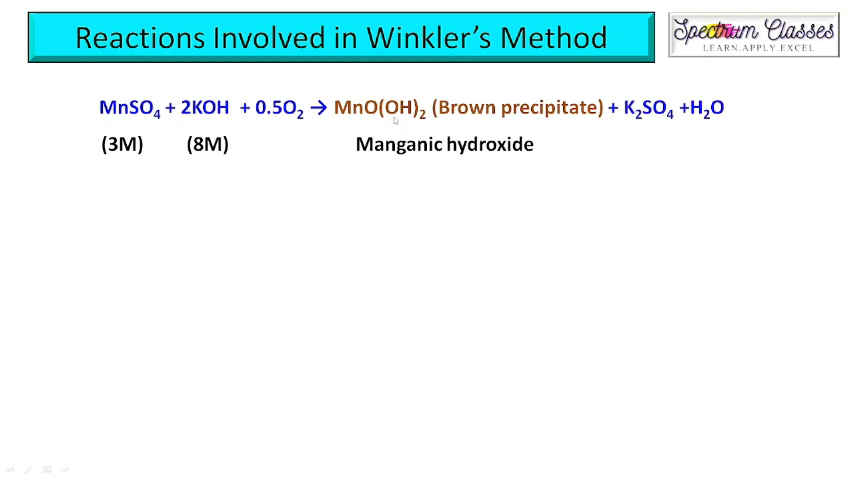 Reactions Involved in Winkler's Method
Spectrum Classes
LEARN.APPLY.EXCEL
MnSO₄ + 2KOH + 0.5O₂ → MnO(OH)₂ (Brown precipitate) + K₂SO₄ +H₂O
(3M) (8M) Manganic hydroxide